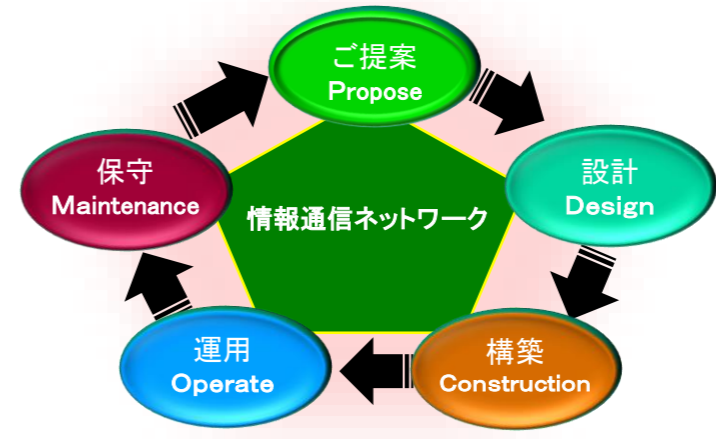 ご提案
Propose
保守
Maintenance
設計
Design
情報通信ネットワーク
運用
Operate
構築
Construction